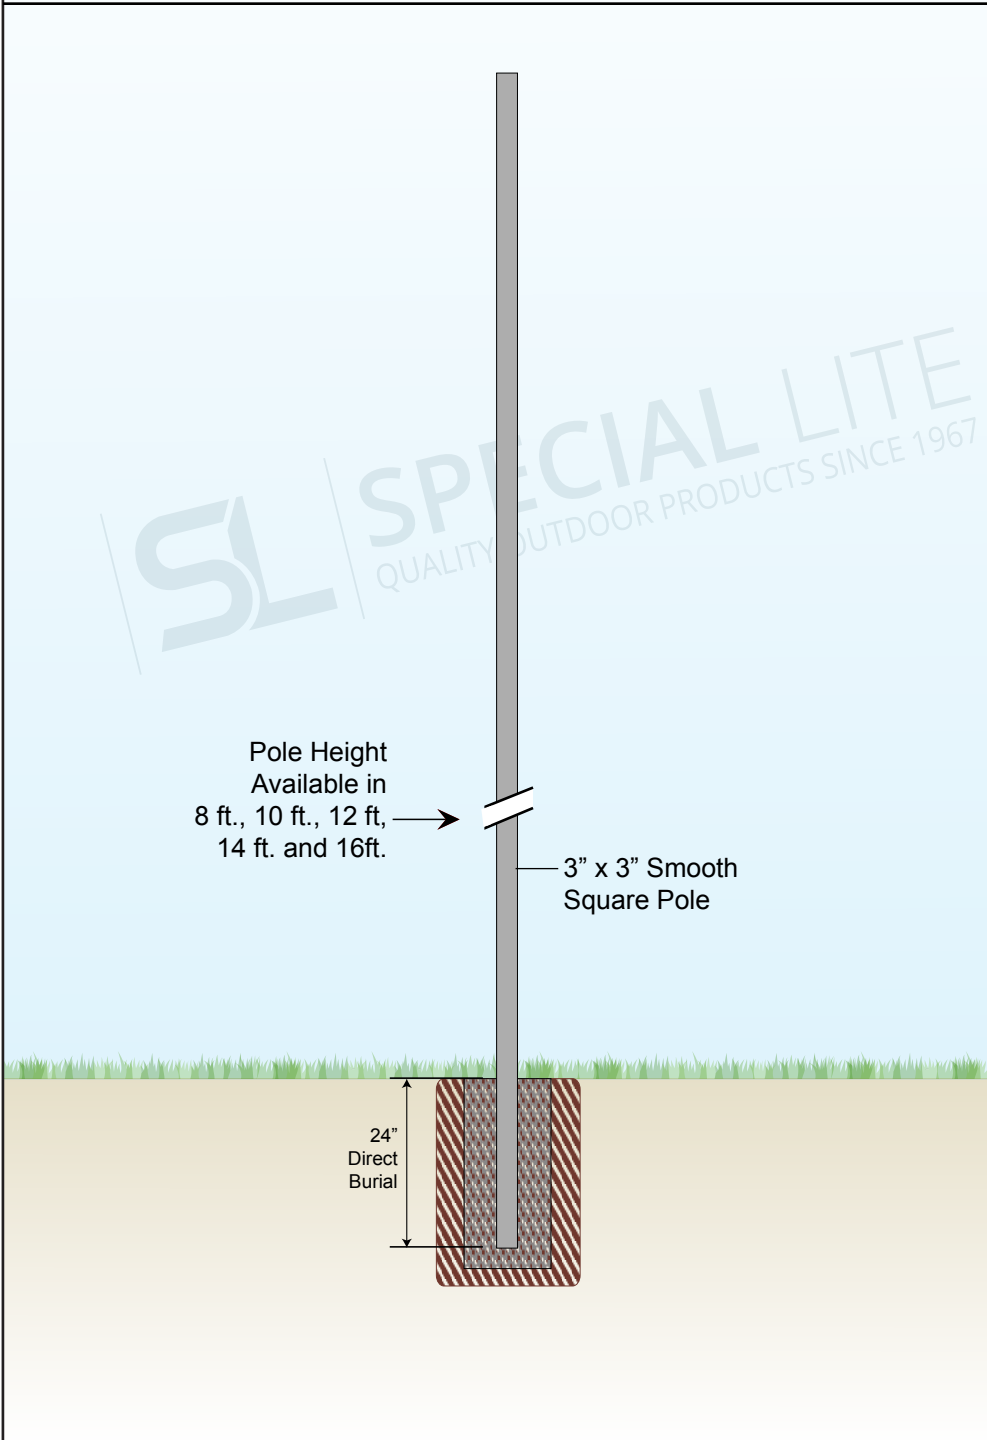 SL SPECIAL LITE
QUALITY OUTDOOR PRODUCTS SINCE 1967
Pole Height
Available in
8 ft., 10 ft., 12 ft,
14 ft. and 16ft.
3” x 3” Smooth
Square Pole
24”
Direct
Burial